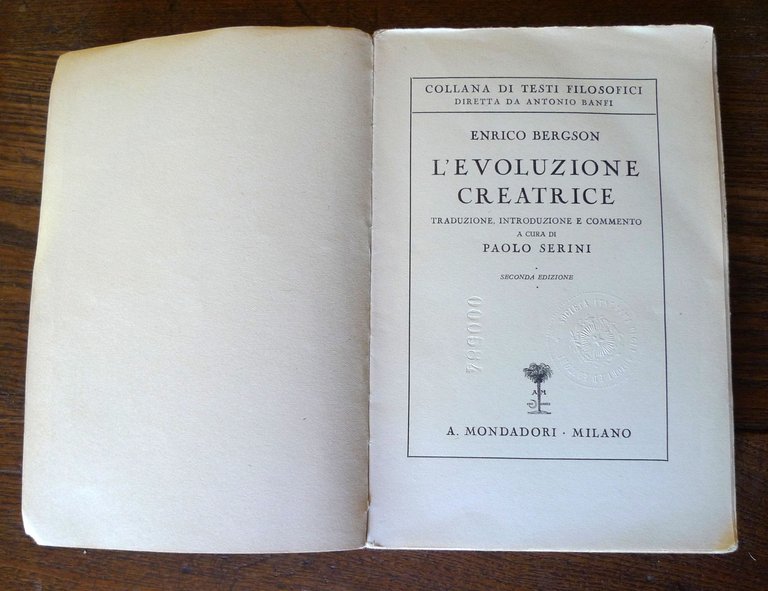 COLLANA DI TESTI FILOSOFICI
DIRETTA DA ANTONIO BANFI
ENRICO BERGSON
L'EVOLUZIONE
CREATRICE
TRADUZIONE, INTRODUZIONE E COMMENTO
A CURA DI
PAOLO SERINI
SECONDA EDIZIONE
A M
A. MONDADORI · MILANO